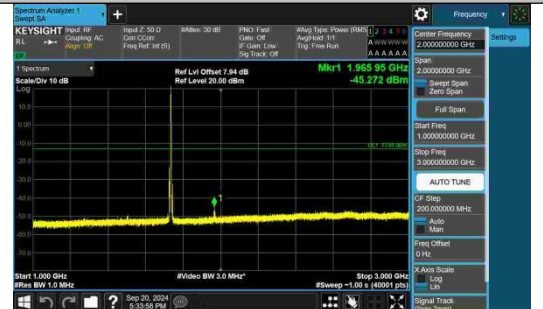 Spectrum Analyzer 1
Swept SA
Frequency
KEYSIGHT
RL
Input: RF
Coupling: AC
Align: Off
Input Z: 50 Ω
Corr CCorr
Freq Ref: Int (S)
#Atten: 30 dB
PNO: Fast
Gate: Off
IF Gain: Low
Sig Track: Off
#Avg Type: Power (RMS)
Avg|Hold: 1/1
Trig: Free Run
1 2 3 4 5 6
A W W W W W
A A A A A A
1 Spectrum
Scale/Div 10 dB
Log
Ref Lvl Offset 7.94 dB
Ref Level 20.00 dBm
Mkr1 1.965 95 GHz
-45.272 dBm
10.0
0.00
-10.0
-20.0
-30.0
-40.0
-50.0
-60.0
-70.0
1
Start 1.000 GHz
#Res BW 1.0 MHz
#Video BW 3.0 MHz*
Stop 3.000 GHz
#Sweep ~1.00 s (40001 pts)
Sep 20, 2024
5:33:58 PM
Center Frequency
2.000000000 GHz
Settings
Span
2.00000000 GHz
Swept Span
Zero Span
Full Span
Start Freq
1.000000000 GHz
Stop Freq
3.000000000 GHz
AUTO TUNE
CF Step
200.000000 MHz
Auto
Man
Freq Offset
0 Hz
X Axis Scale
Log
Lin
Signal Track